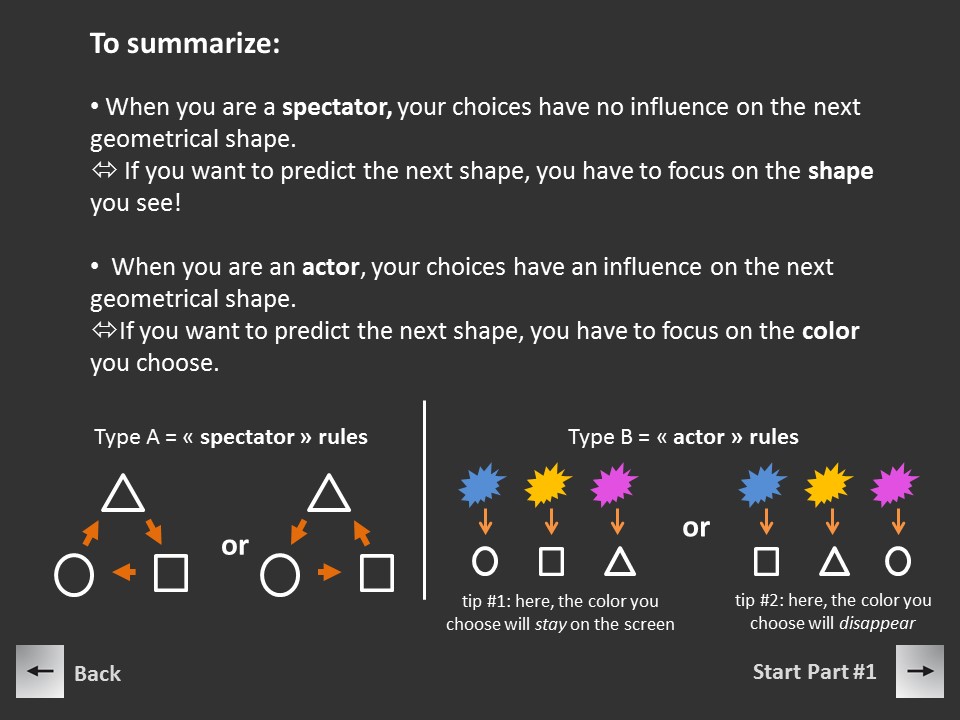 To summarize:
• When you are a spectator, your choices have no influence on the next
geometrical shape.
⬄ If you want to predict the next shape, you have to focus on the shape
you see!
• When you are an actor, your choices have an influence on the next
geometrical shape.
⬄If you want to predict the next shape, you have to focus on the color
you choose.
Type A = « spectator » rules
Type B = « actor » rules
or
or
tip #1: here, the color you
choose will stay on the screen
tip #2: here, the color you
choose will disappear
Back
Start Part #1